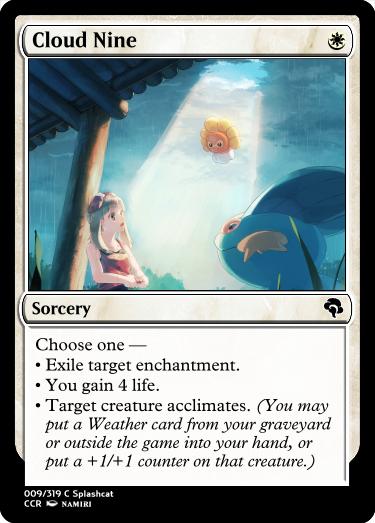 Cloud Nine
Sorcery
Choose one —
• Exile target enchantment.
• You gain 4 life.
• Target creature acclimates. (You may
put a Weather card from your graveyard
or outside the game into your hand, or
put a +1/+1 counter on that creature.)
009/319 C Splashcat
CCR NAMIRI